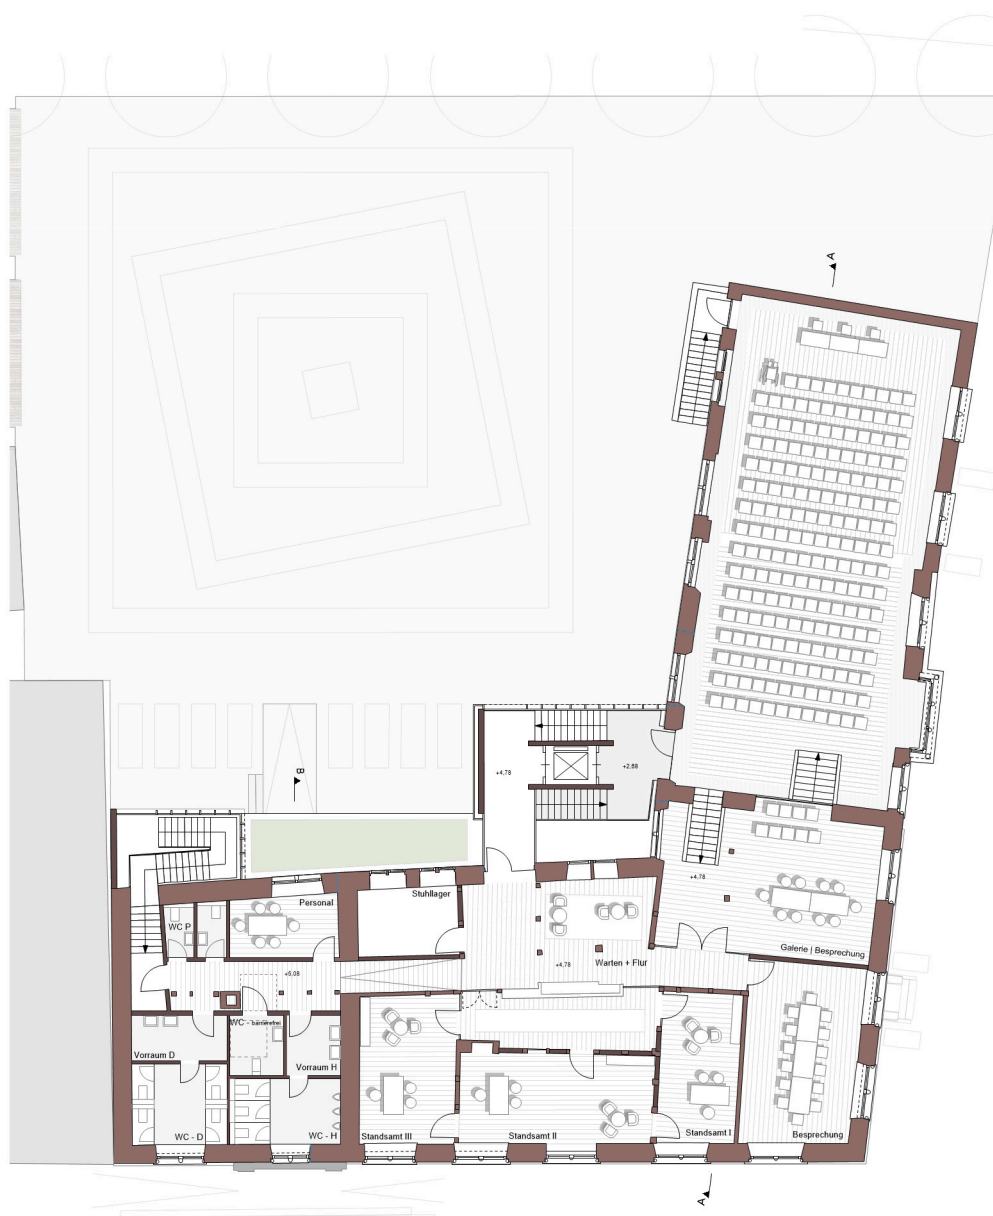 A
B
+4,78
+2,68
+4,78
Stuhllager
Personal
WC P
Galerie | Besprechung
Warten + Flur
+4,78
+5,08
WC - barrierefrei
Vorraum D
Vorraum H
WC - D
WC - H
Standsamt III
Standsamt II
Standsamt I
Besprechung
A